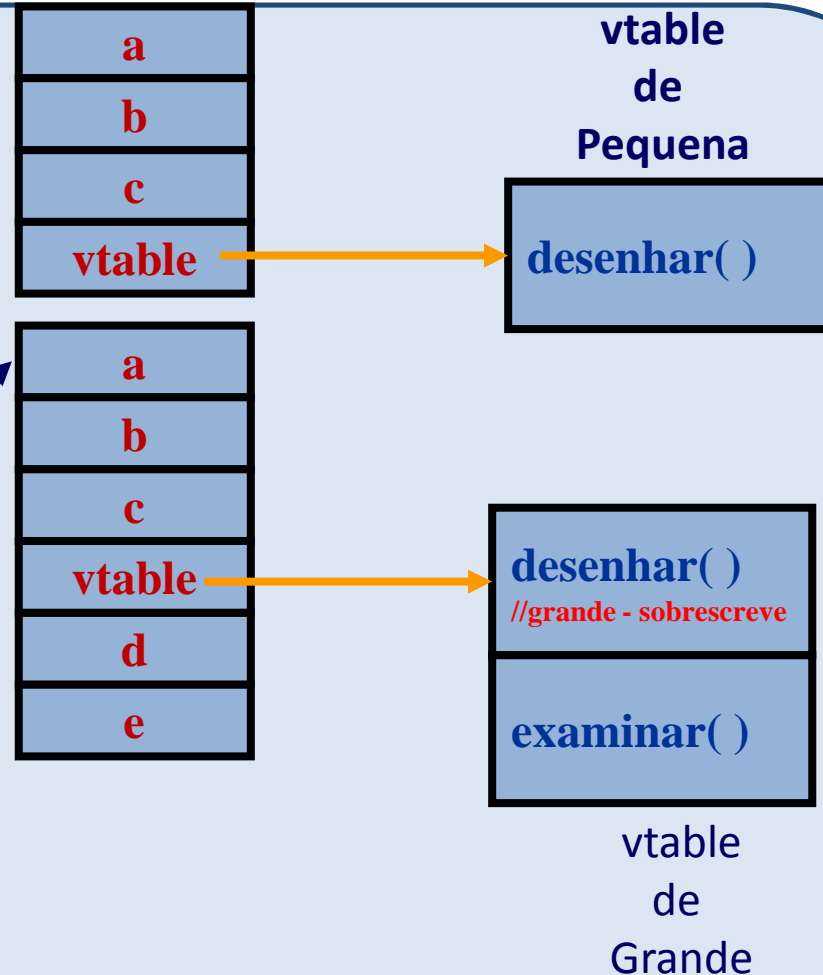 a
b
c
vtable
vtable
de
Pequena
desenhar( )
a
b
c
vtable
d
e
desenhar( )
//grande - sobrescreve
examinar( )
vtable
de
Grande